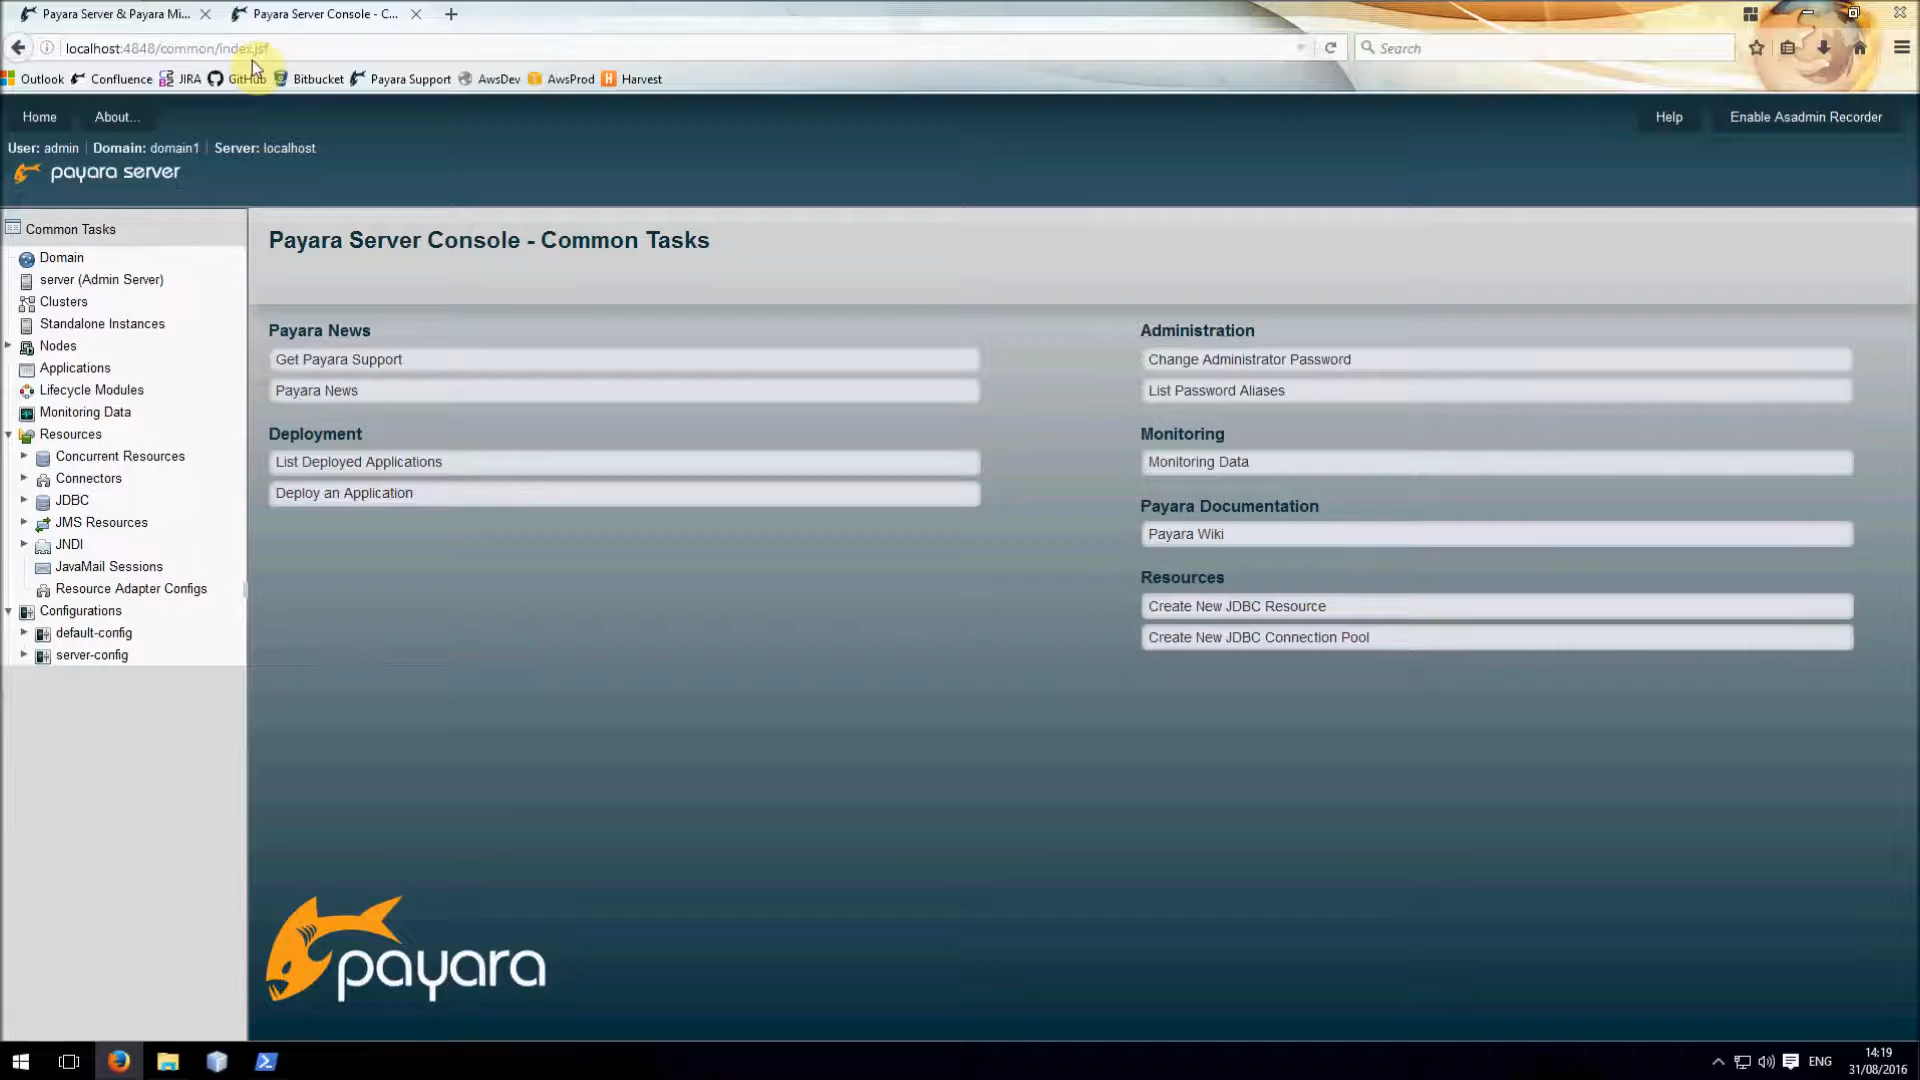 Payara Server & Payara Mi...
Payara Server Console - C...
localhost:4848/common/index.jsf
Search
Outlook
Confluence
JIRA
GitHub
Bitbucket
Payara Support
AwsDev
AwsProd
Harvest
Home
About...
Help
Enable Asadmin Recorder
User: admin
Domain: domain1
Server: localhost
payara server
Common Tasks
Domain
server (Admin Server)
Clusters
Standalone Instances
Nodes
Applications
Lifecycle Modules
Monitoring Data
Resources
Concurrent Resources
Connectors
JDBC
JMS Resources
JNDI
JavaMail Sessions
Resource Adapter Configs
Configurations
default-config
server-config
Payara Server Console - Common Tasks
Payara News
Get Payara Support
Payara News
Deployment
List Deployed Applications
Deploy an Application
Administration
Change Administrator Password
List Password Aliases
Monitoring
Monitoring Data
Payara Documentation
Payara Wiki
Resources
Create New JDBC Resource
Create New JDBC Connection Pool
payara
ENG
14:19
31/08/2016